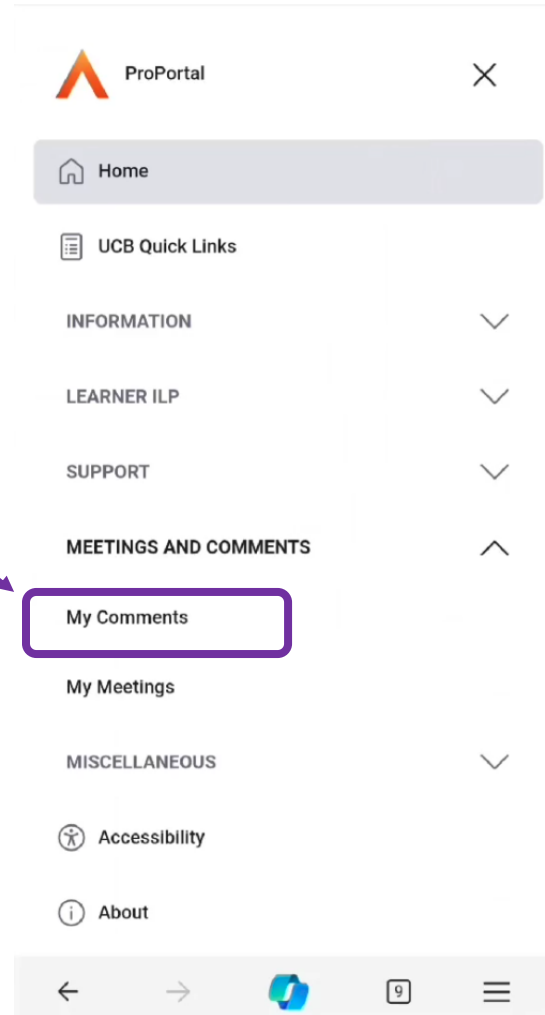 ProPortal
Home
UCB Quick Links
INFORMATION
LEARNER ILP
SUPPORT
MEETINGS AND COMMENTS
My Comments
My Meetings
MISCELLANEOUS
Accessibility
About
9